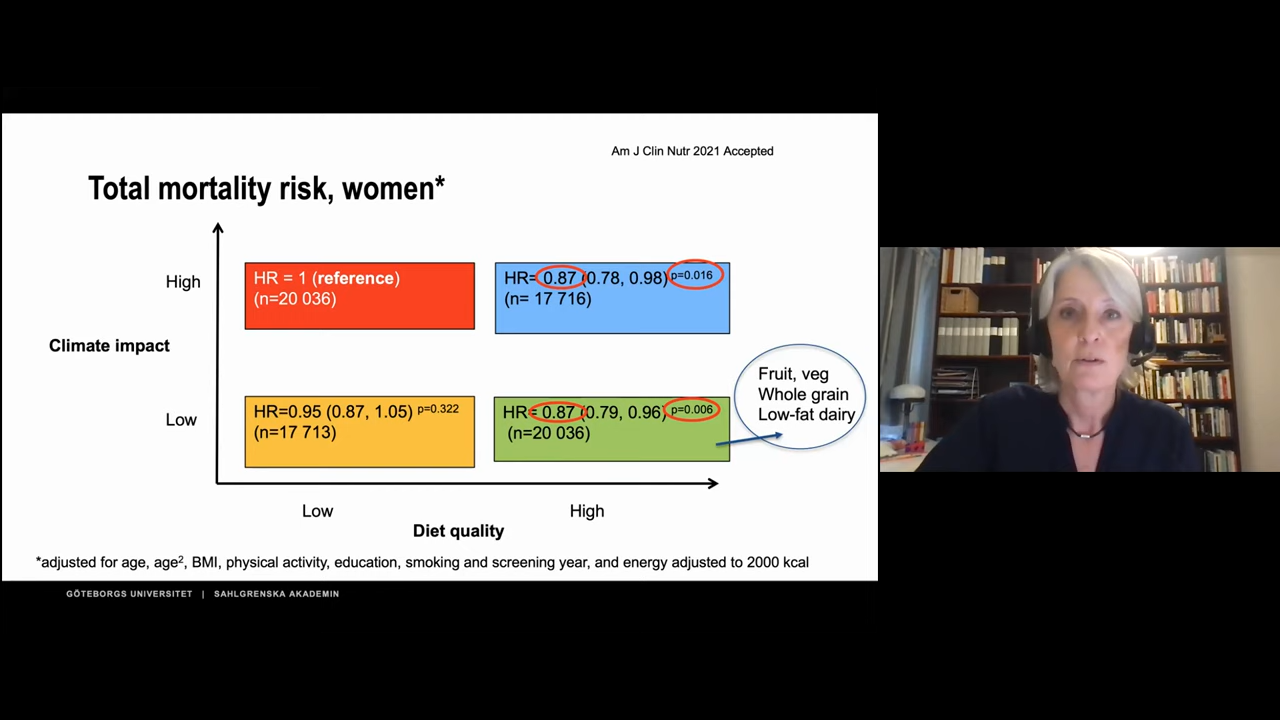 Am J Clin Nutr 2021 Accepted
Total mortality risk, women*
High
HR = 1 (reference)
(n=20 036)
HR= 0.87 (0.78, 0.98) p=0.016
(n= 17 716)
Climate impact
Low
HR=0.95 (0.87, 1.05) p=0.322
(n=17 713)
HR= 0.87 (0.79, 0.96) p=0.006
(n=20 036)
Fruit, veg
Whole grain
Low-fat dairy
Low
High
Diet quality
*adjusted for age, age², BMI, physical activity, education, smoking and screening year, and energy adjusted to 2000 kcal
GÖTEBORGS UNIVERSITET | SAHLGRENSKA AKADEMIN